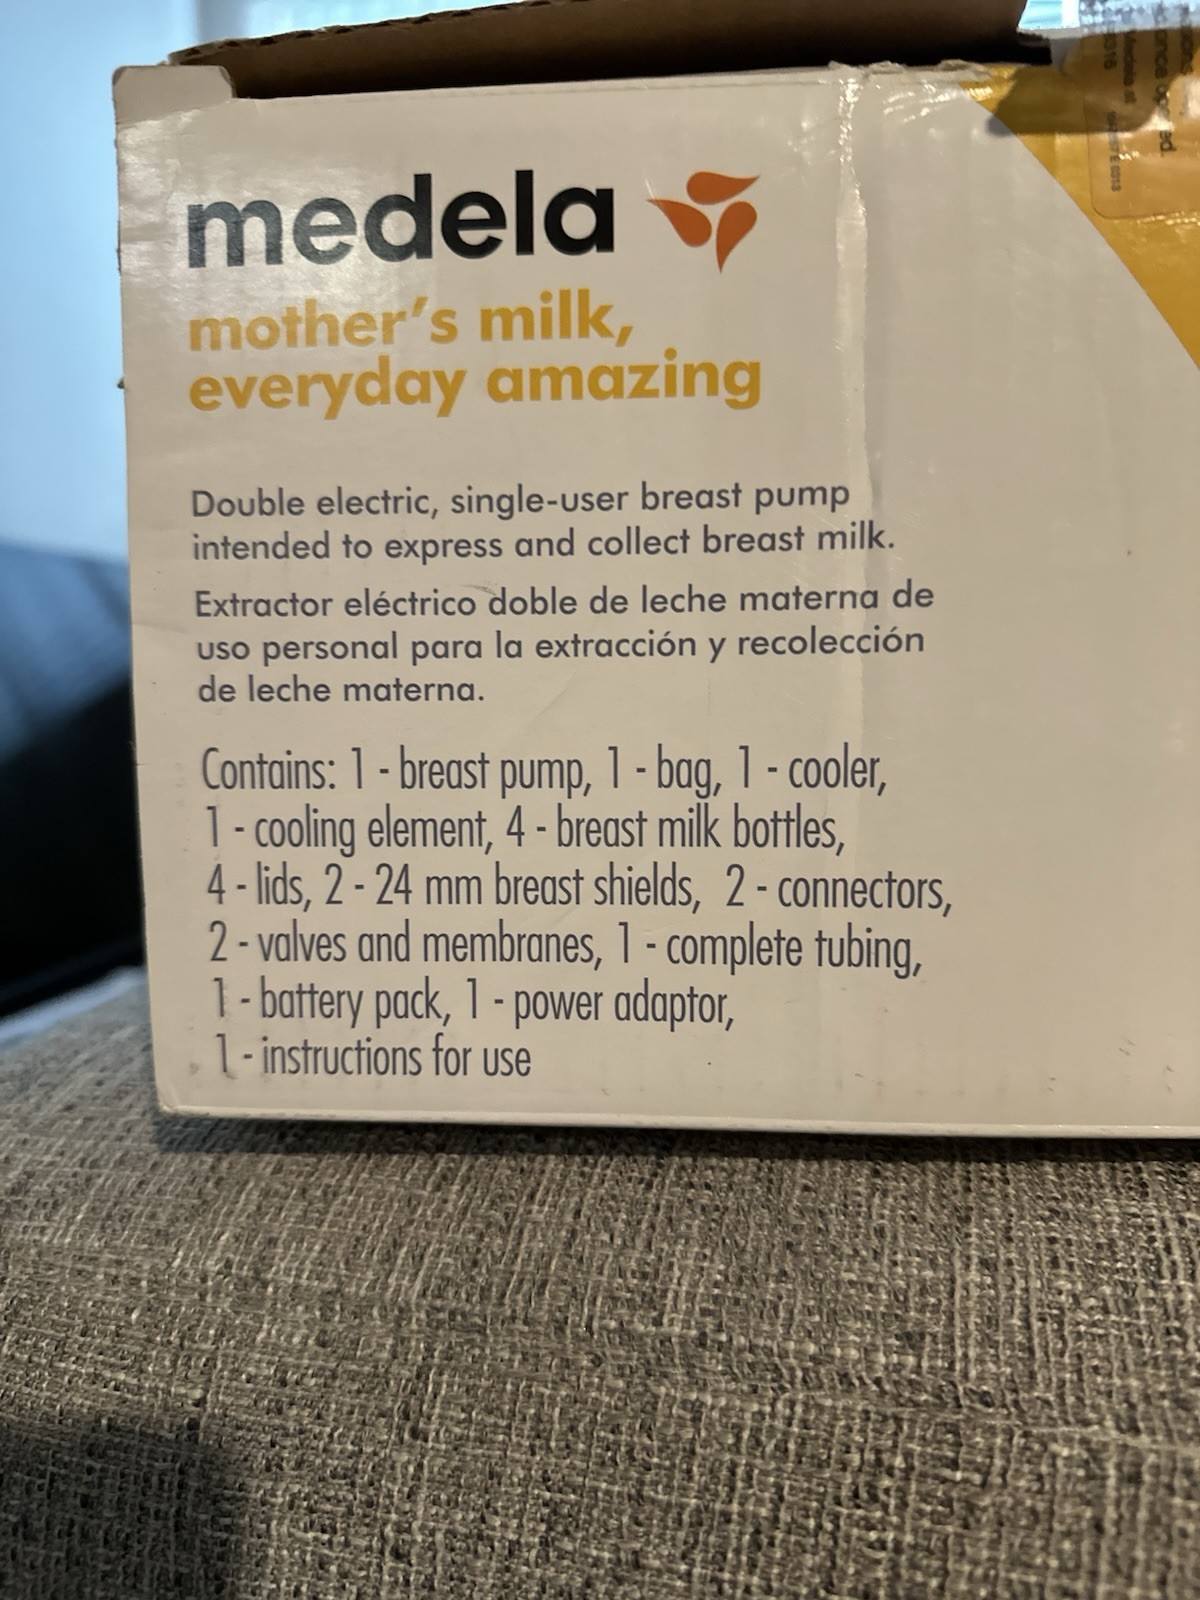 medela
mother's milk,
everyday amazing
Double electric, single-user breast pump
intended to express and collect breast milk.
Extractor eléctrico doble de leche materna de
uso personal para la extracción y recolección
de leche materna.
Contains: 1 - breast pump, 1 - bag, 1 - cooler,
1 - cooling element, 4 - breast milk bottles,
4 - lids, 2 - 24 mm breast shields, 2 - connectors,
2 - valves and membranes, 1 - complete tubing,
1 - battery pack, 1 - power adaptor,
1 - instructions for use